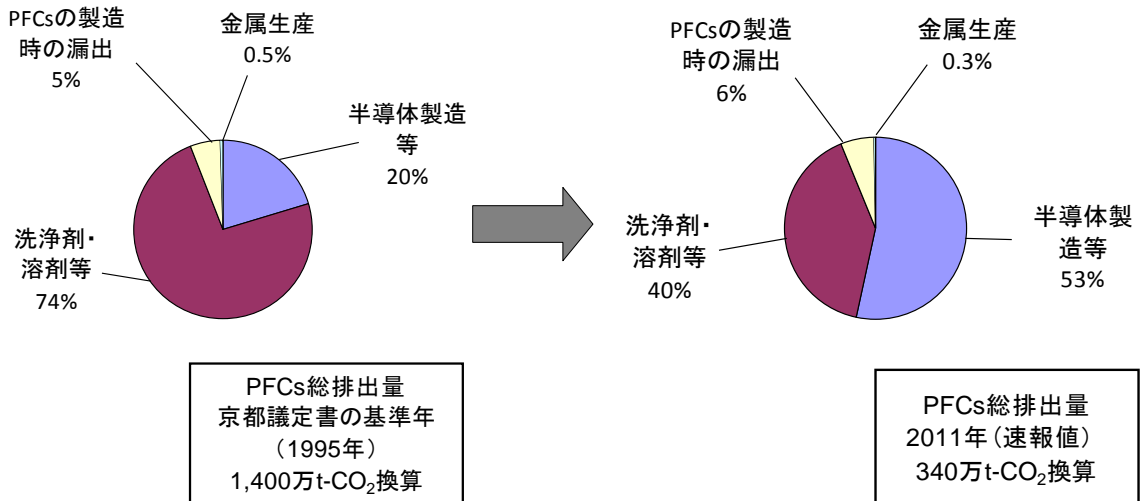 PFCsの製造
時の漏出
5%
金属生産
0.5%
半導体製造
等
20%
洗浄剤・
溶剤等
74%
PFCs総排出量
京都議定書の基準年
（1995年）
1,400万t-CO₂換算
PFCsの製造
時の漏出
6%
金属生産
0.3%
半導体製
造等
53%
洗浄剤・
溶剤等
40%
PFCs総排出量
2011年（速報値）
340万t-CO₂換算